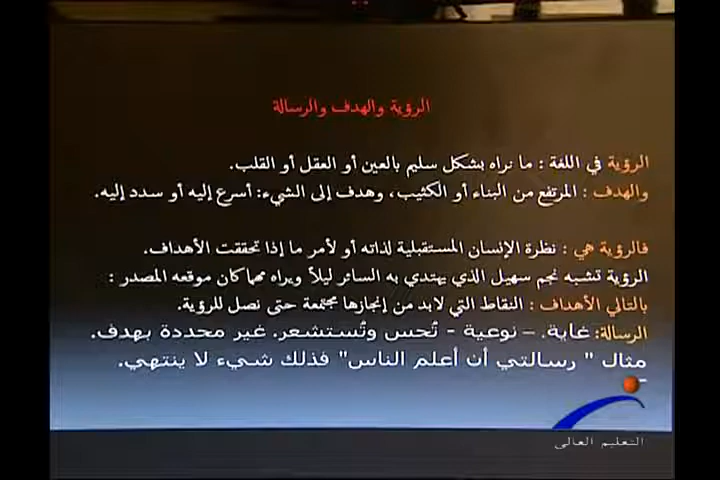 الرؤية والهدف والرسالة
الرؤية في اللغة : ما نراه بشكل سليم بالعين أو العقل أو القلب.
والهدف : المرتفع من البناء أو الكثيب، وهدف إلى الشيء: أسرع إليه أو سدد إليه.
فالرؤية هي : نظرة الإنسان المستقبلية لذاته أو لأمر ما إذا تحققت الأهداف.
الرؤية تشبه نجم سهيل الذي يهتدي به السائر ليلاً ويراه مهما كان موقعه المصدر :
بالتالي الأهداف : النقاط التي لابد من إنجازها مجتمعة حتى نصل للرؤية.
الرسالة: غاية. – نوعية - تُحس وتُستشعر. غير محددة بهدف.
مثال " رسالتي أن أعلم الناس" فذلك شيء لا ينتهي.
التعليم العالى